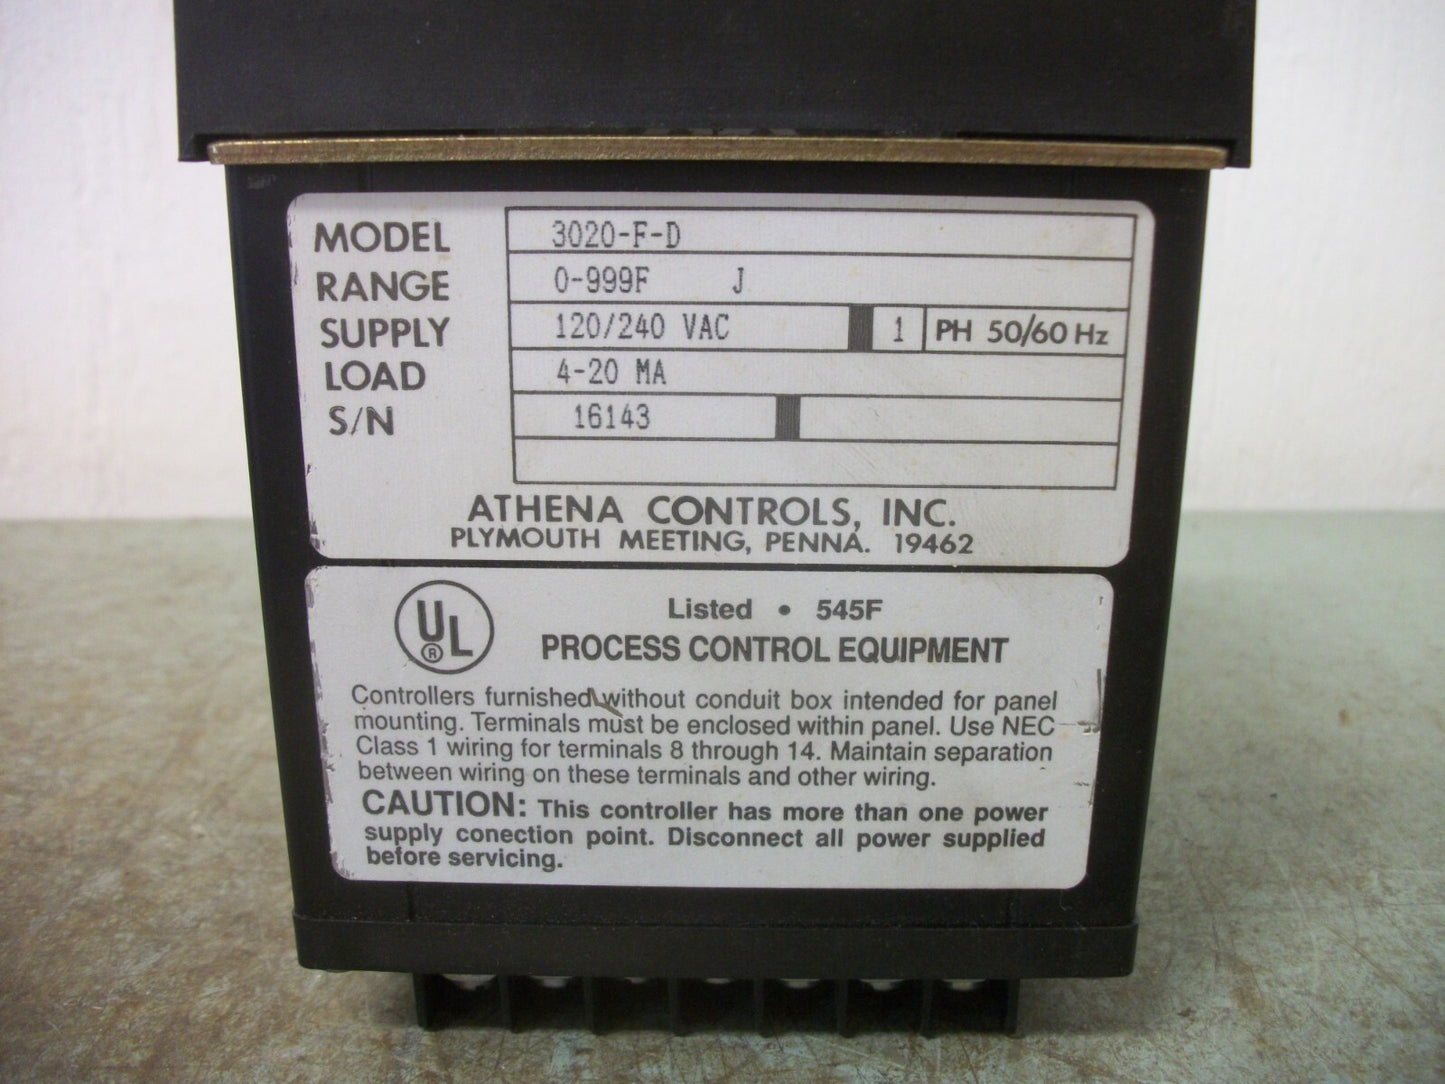 MODEL 3020-F-D
RANGE 0-999F J
SUPPLY 120/240 VAC 1 PH 50/60 Hz
LOAD 4-20 MA
S/N 16143
ATHENA CONTROLS, INC.
PLYMOUTH MEETING, PENNA. 19462
UL ® Listed • 545F
PROCESS CONTROL EQUIPMENT
Controllers furnished without conduit box intended for panel
mounting. Terminals must be enclosed within panel. Use NEC
Class 1 wiring for terminals 8 through 14. Maintain separation
between wiring on these terminals and other wiring.
CAUTION: This controller has more than one power
supply conection point. Disconnect all power supplied
before servicing.